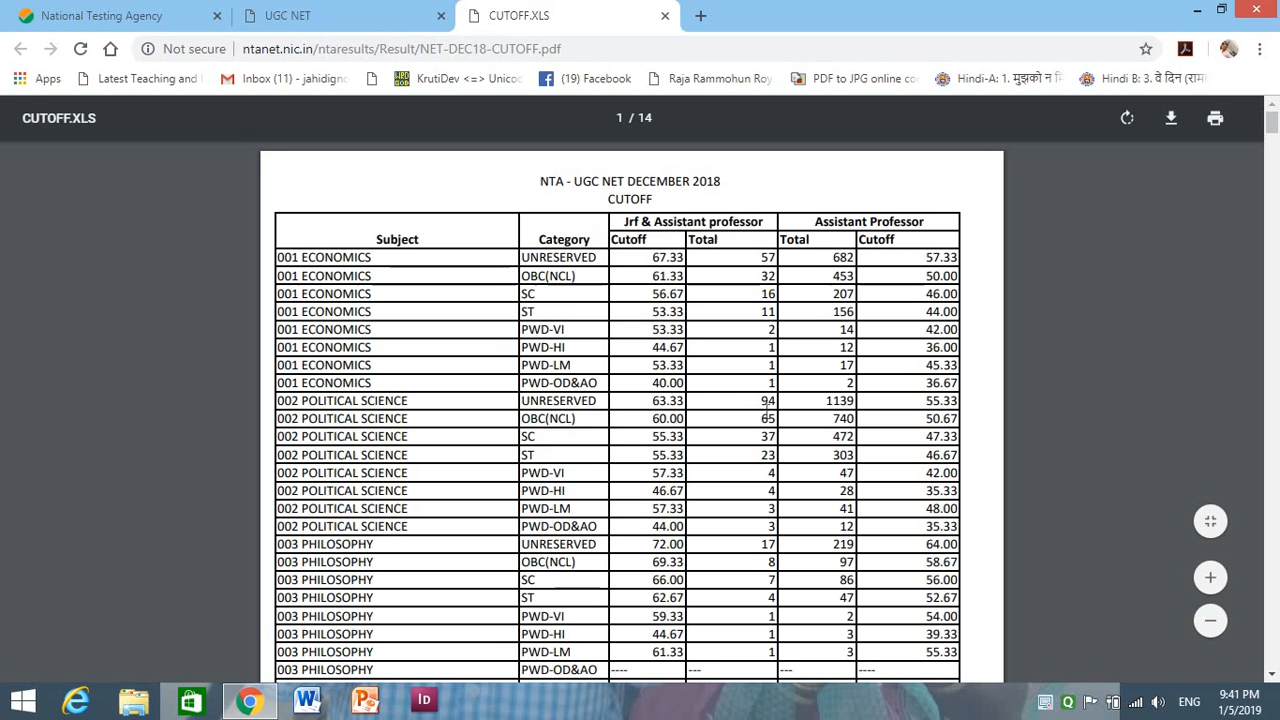 National Testing Agency
UGC NET
CUTOFF.XLS
Not secure ntanet.nic.in/ntaresults/Result/NET-DEC18-CUTOFF.pdf
Apps Latest Teaching and Inbox (11) - jahidign KrutiDev <=> Unico (19) Facebook Raja Rammohun Roy PDF to JPG online co Hindi-A: 1. मुझको न Hindi B: 3. वे दिन (राम
CUTOFF.XLS 1 / 14
NTA - UGC NET DECEMBER 2018
CUTOFF
Jrf & Assistant professor Assistant Professor
Subject Category Cutoff Total Total Cutoff
001 ECONOMICS UNRESERVED 67.33 57 682 57.33
001 ECONOMICS OBC(NCL) 61.33 32 453 50.00
001 ECONOMICS SC 56.67 16 207 46.00
001 ECONOMICS ST 53.33 11 156 44.00
001 ECONOMICS PWD-VI 53.33 2 14 42.00
001 ECONOMICS PWD-HI 44.67 1 12 36.00
001 ECONOMICS PWD-LM 53.33 1 17 45.33
001 ECONOMICS PWD-OD&AO 40.00 1 2 36.67
002 POLITICAL SCIENCE UNRESERVED 63.33 94 1139 55.33
002 POLITICAL SCIENCE OBC(NCL) 60.00 65 740 50.67
002 POLITICAL SCIENCE SC 55.33 37 472 47.33
002 POLITICAL SCIENCE ST 55.33 23 303 46.67
002 POLITICAL SCIENCE PWD-VI 57.33 4 47 42.00
002 POLITICAL SCIENCE PWD-HI 46.67 4 28 35.33
002 POLITICAL SCIENCE PWD-LM 57.33 3 41 48.00
002 POLITICAL SCIENCE PWD-OD&AO 44.00 3 12 35.33
003 PHILOSOPHY UNRESERVED 72.00 17 219 64.00
003 PHILOSOPHY OBC(NCL) 69.33 8 97 58.67
003 PHILOSOPHY SC 66.00 7 86 56.00
003 PHILOSOPHY ST 62.67 4 47 52.67
003 PHILOSOPHY PWD-VI 59.33 1 2 54.00
003 PHILOSOPHY PWD-HI 44.67 1 3 39.33
003 PHILOSOPHY PWD-LM 61.33 1 3 55.33
003 PHILOSOPHY PWD-OD&AO ---- --- --- ----
ENG
9:41 PM
1/5/2019